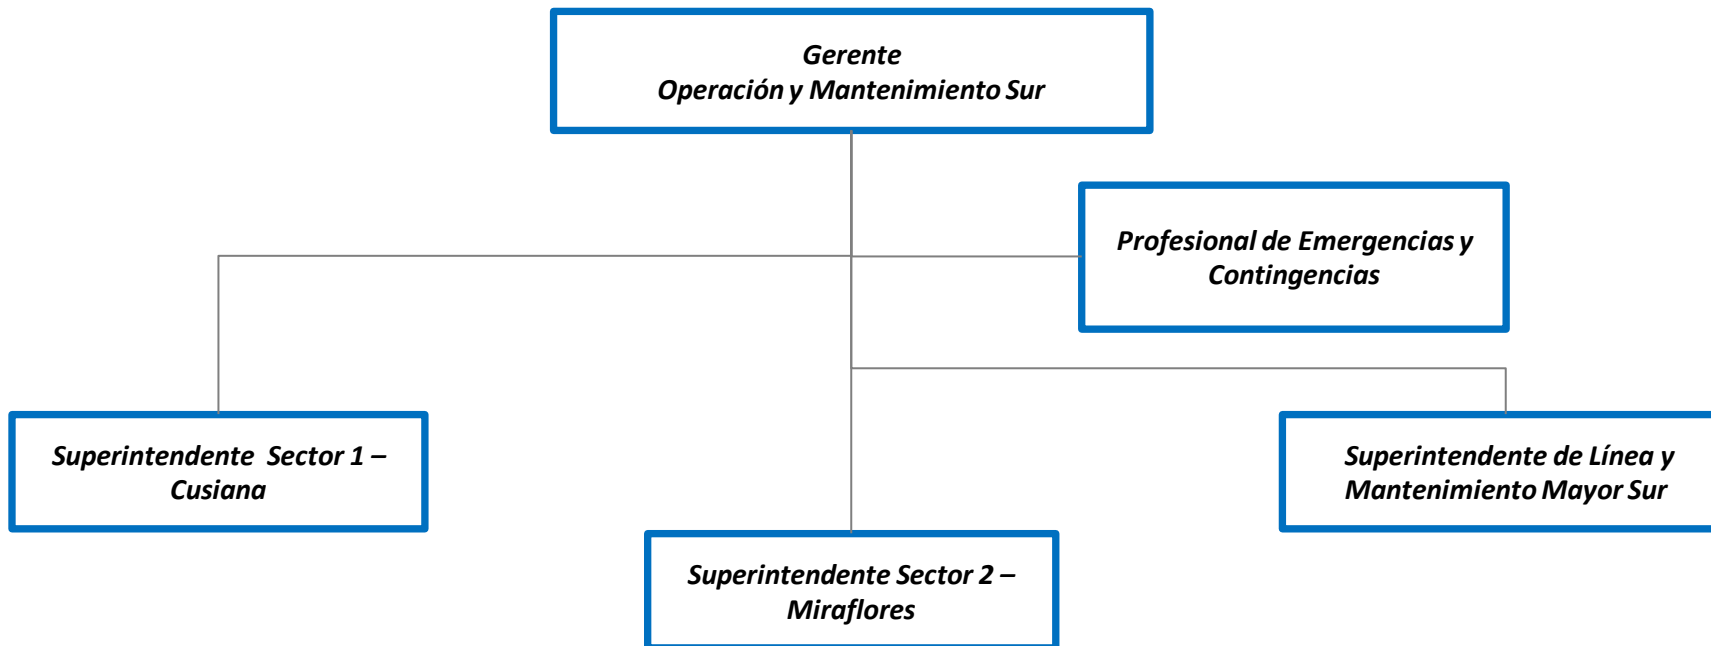 Gerente
Operación y Mantenimiento Sur
Profesional de Emergencias y
Contingencias
Superintendente Sector 1 –
Cusiana
Superintendente de Línea y
Mantenimiento Mayor Sur
Superintendente Sector 2 –
Miraflores